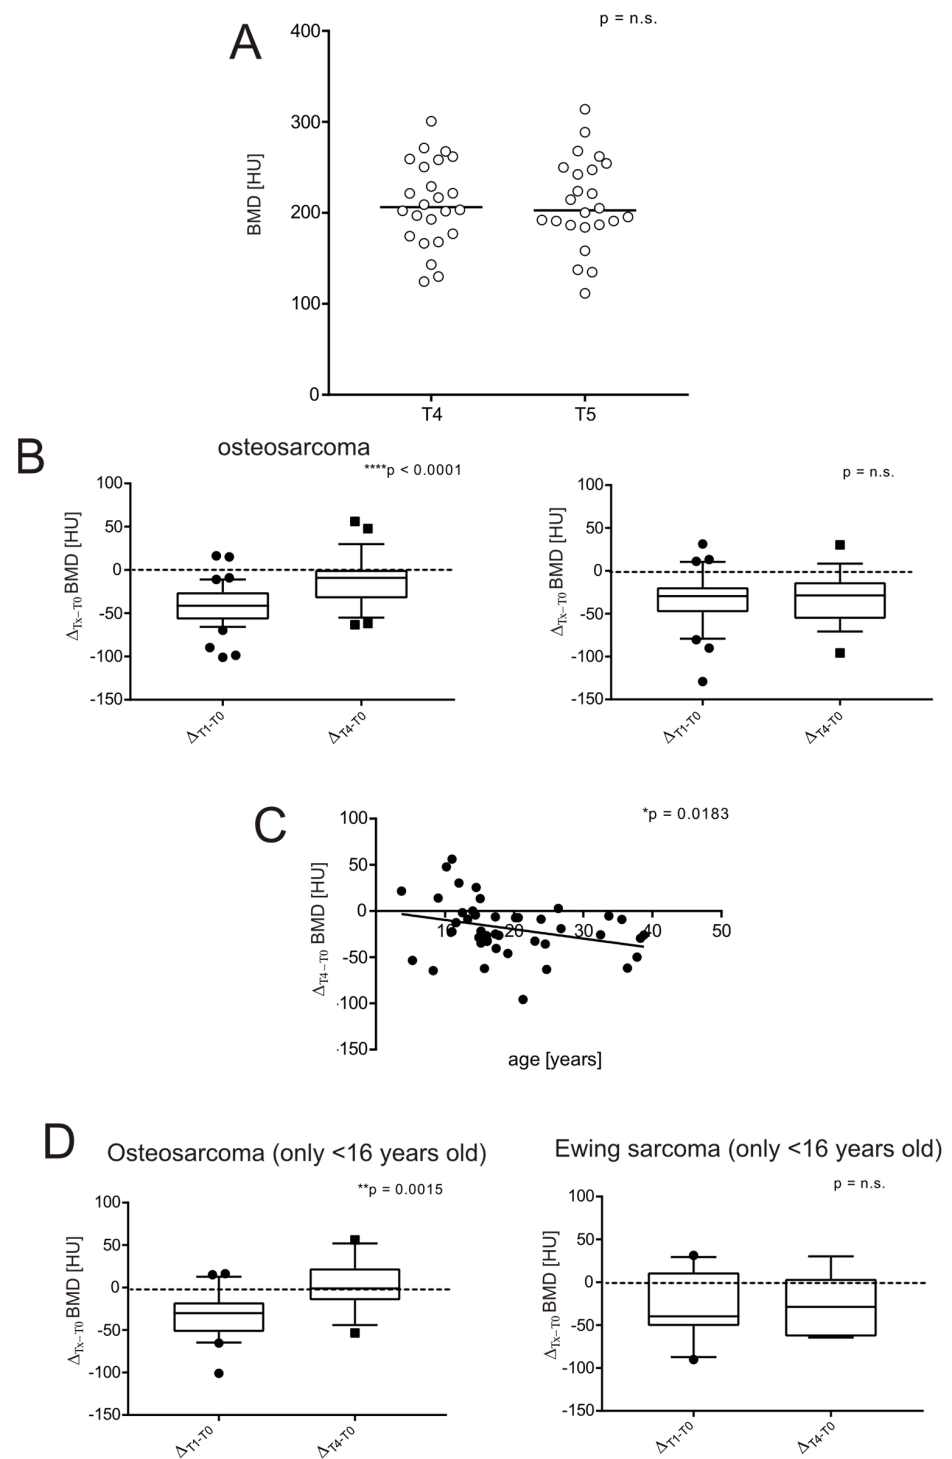 A
p = n.s.
400
300
200
100
0
BMD [HU]
T4
T5
B
osteosarcoma
****p < 0.0001
100
50
0
-50
-100
-150
ΔTx−T0 BMD [HU]
ΔT1-T0
ΔT4-T0
p = n.s.
100
50
0
-50
-100
-150
ΔTx−T0 BMD [HU]
ΔT1-T0
ΔT4-T0
C
*p = 0.0183
100
50
0
-50
-100
-150
ΔT4−T0 BMD [HU]
10
20
30
40
50
age [years]
D
Osteosarcoma (only <16 years old)
**p = 0.0015
100
50
0
-50
-100
-150
ΔTx−T0 BMD [HU]
ΔT1-T0
ΔT4-T0
Ewing sarcoma (only <16 years old)
p = n.s.
100
50
0
-50
-100
-150
ΔTx−T0 BMD [HU]
ΔT1-T0
ΔT4-T0